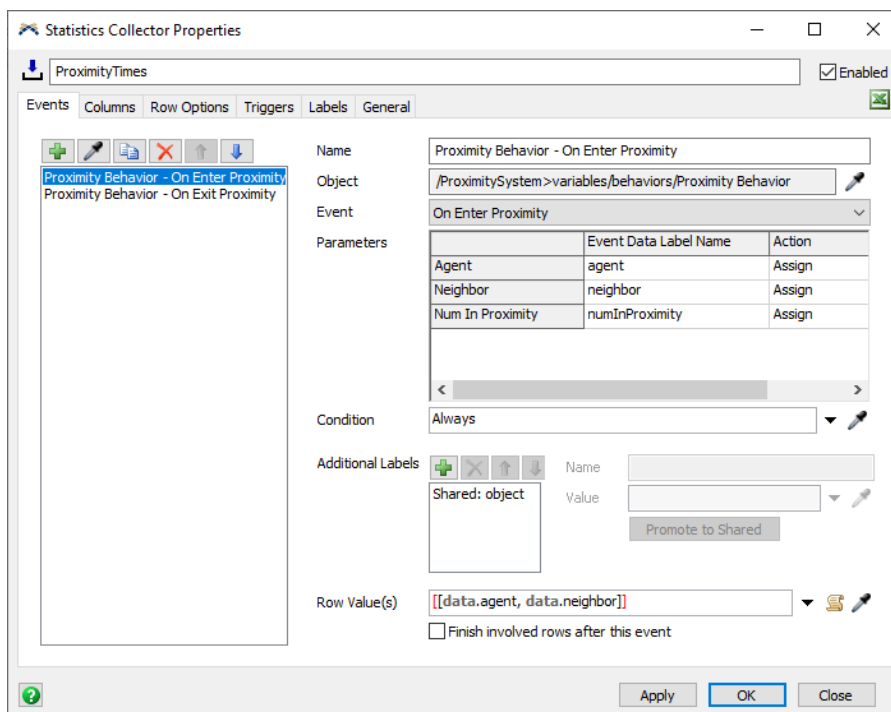 Statistics Collector Properties
ProximityTimes
Enabled
Events Columns Row Options Triggers Labels General
Proximity Behavior - On Enter Proximity
Proximity Behavior - On Exit Proximity
Name Proximity Behavior - On Enter Proximity
Object /ProximitySystem>variables/behaviors/Proximity Behavior
Event On Enter Proximity
Parameters
Event Data Label Name Action
Agent agent Assign
Neighbor neighbor Assign
Num In Proximity numInProximity Assign
Condition Always
Additional Labels
Shared: object
Name
Value
Promote to Shared
Row Value(s) [[data.agent, data.neighbor]]
Finish involved rows after this event
? Apply OK Close